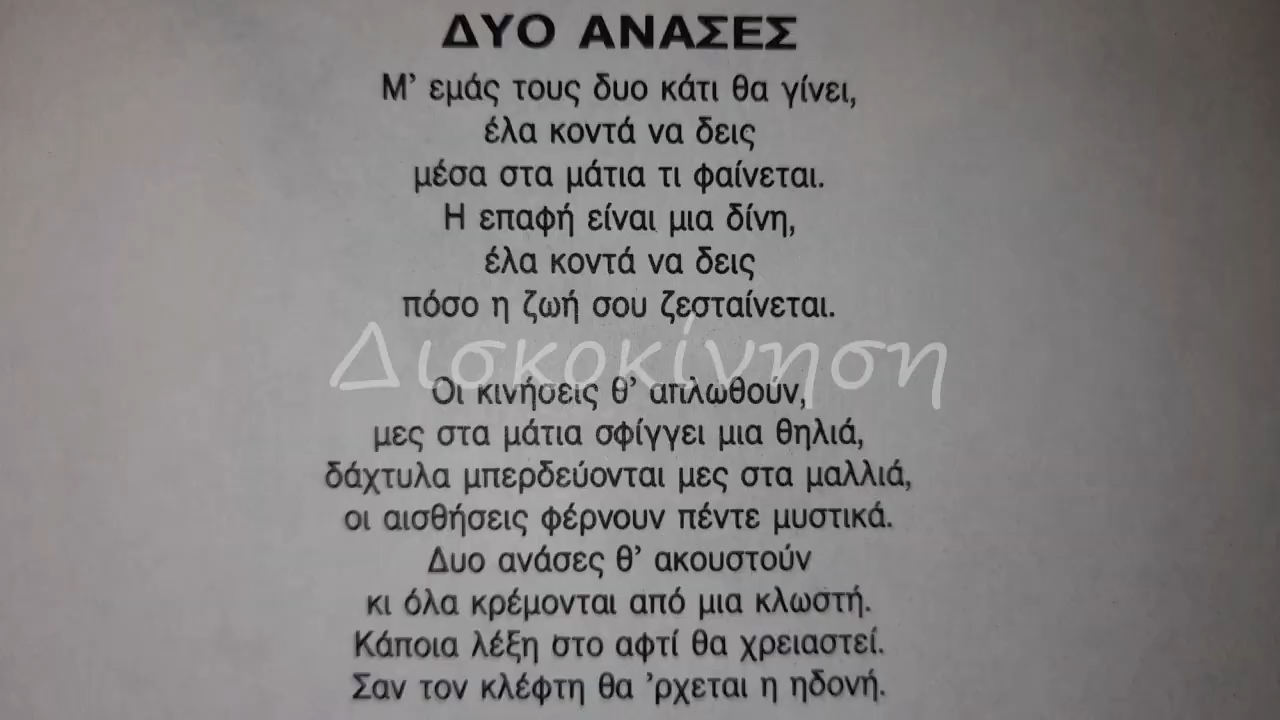 ΔΥΟ ΑΝΑΣΕΣ
Μ’ εμάς τους δυο κάτι θα γίνει,
έλα κοντά να δεις
μέσα στα μάτια τι φαίνεται.
Η επαφή είναι μια δίνη,
έλα κοντά να δεις
πόσο η ζωή σου ζεσταίνεται.
Δισκοκίνηση
Οι κινήσεις θ’ απλωθούν,
μες στα μάτια σφίγγει μια θηλιά,
δάχτυλα μπερδεύονται μες στα μαλλιά,
οι αισθήσεις φέρνουν πέντε μυστικά.
Δυο ανάσες θ’ ακουστούν
κι όλα κρέμονται από μια κλωστή.
Κάποια λέξη στο αφτί θα χρειαστεί.
Σαν τον κλέφτη θα ’ρχεται η ηδονή.